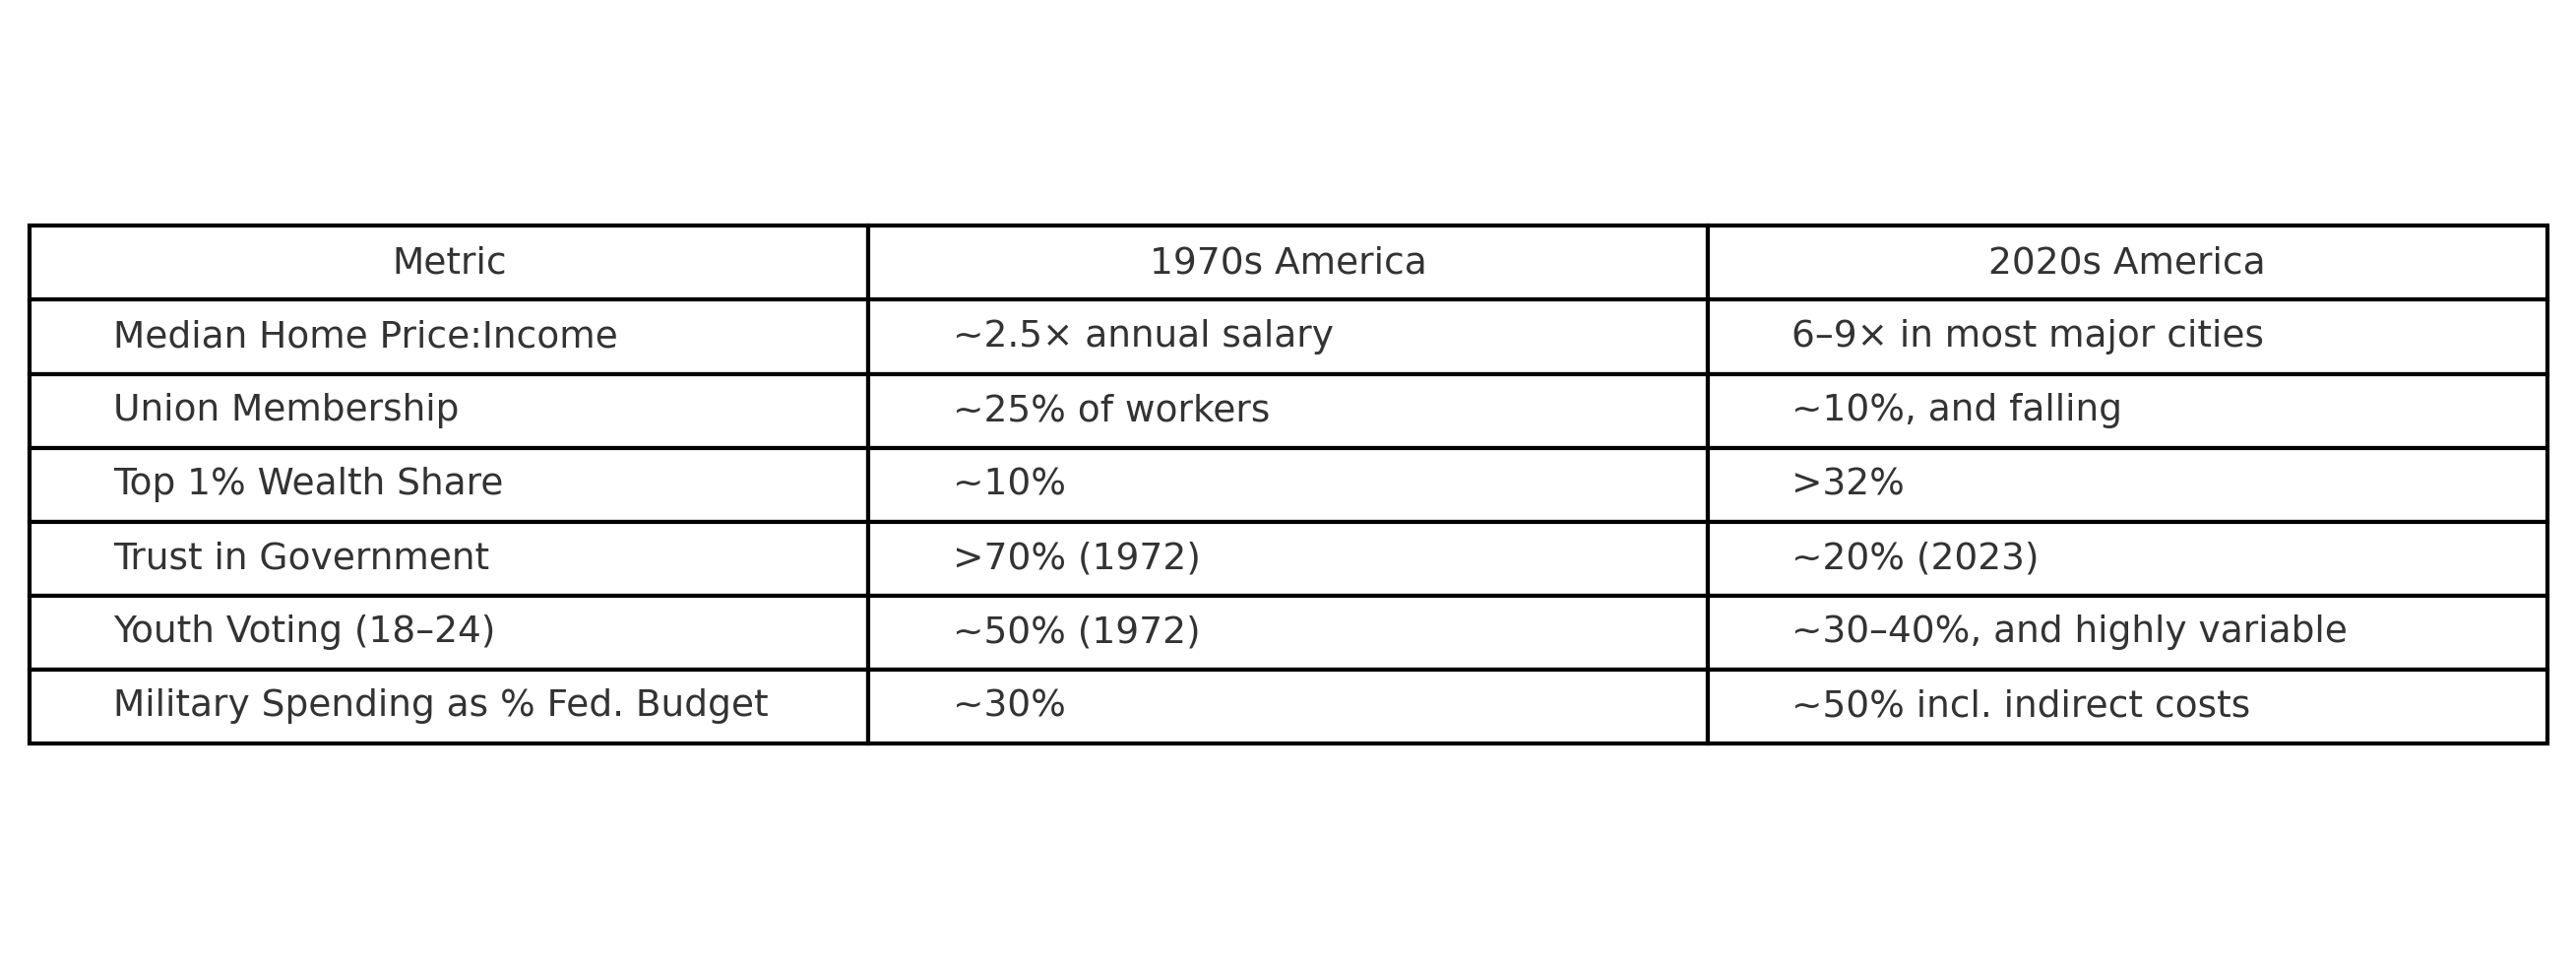 Metric 1970s America 2020s America
Median Home Price:Income ~2.5× annual salary 6–9× in most major cities
Union Membership ~25% of workers ~10%, and falling
Top 1% Wealth Share ~10% >32%
Trust in Government >70% (1972) ~20% (2023)
Youth Voting (18–24) ~50% (1972) ~30–40%, and highly variable
Military Spending as % Fed. Budget ~30% ~50% incl. indirect costs